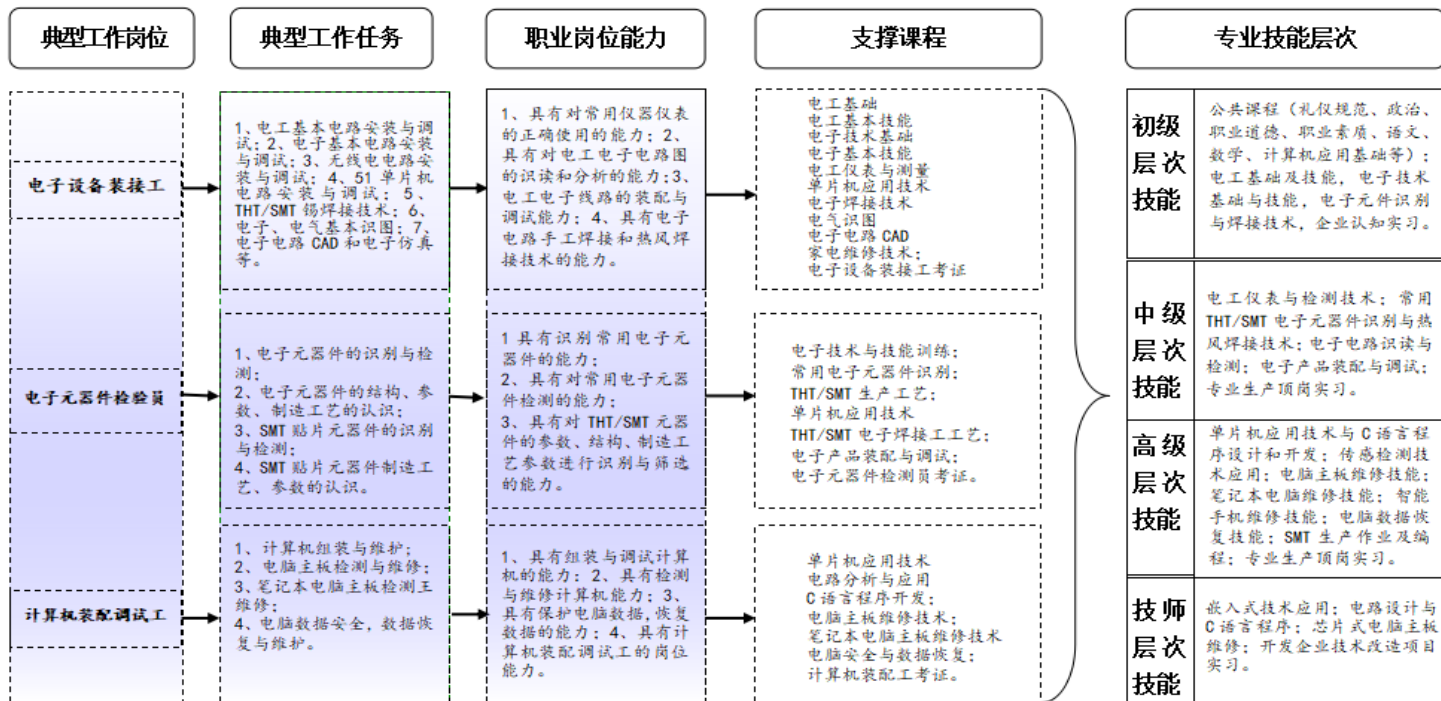 典型工作岗位
典型工作任务
职业岗位能力
支撑课程
专业技能层次
电子设备装接工
1、电工基本电路安装与调
试；2、电子基本电路安装
与调试；3、无线电电路安
装与调试；4、51 单片机
电路安装与调试；5、
THT/SMT 锡焊接技术；6、
电子、电气基本识图；7、
电子电路 CAD 和电子仿真
等。
1、具有对常用仪器仪表
的正确使用的能力；2、
具有对电工电子电路图
的识读和分析的能力；3、
电工电子线路的装配与
调试能力；4、具有电子
电路手工焊接和热风焊
接技术的能力。
电工基础
电工基本技能
电子技术基础
电子基本技能
电工仪表与测量
单片机应用技术
电子焊接技术
电气识图
电子电路 CAD
家电维修技术；
电子设备装接工考证
电子元器件检验员
1、电子元器件的识别与检
测；
2、电子元器件的结构、参
数、制造工艺的认识；
3、SMT 贴片元器件的识别
与检测；
4、SMT 贴片元器件制造工
艺、参数的认识。
1 具有识别常用电子元
器件的能力；
2、具有对常用电子元器
件检测的能力；
3、具有对 THT/SMT 元器
件的参数、结构、制造工
艺参数进行识别与筛选
的能力。
电子技术与技能训练；
常用电子元器件识别；
THT/SMT 生产工艺；
单片机应用技术
THT/SMT 电子焊接工工艺；
电子产品装配与调试；
电子元器件检测员考证。
计算机装配调试工
1、计算机组装与维护；
2、电脑主板检测与维修；
3、笔记本电脑主板检测王
维修；
4、电脑数据安全，数据恢
复与维护。
1、具有组装与调试计算
机的能力；2、具有检测
与维修计算机能力；3、
具有保护电脑数据，恢复
数据的能力；4、具有计
算机装配调试工的岗位
能力。
单片机应用技术
电路分析与应用
C 语言程序开发；
电脑主板维修技术；
笔记本电脑主板维修技术
电脑安全与数据恢复；
计算机装配工考证。
初级
层次
技能
公共课程（礼仪规范、政治、
职业道德、职业素质、语文、
数学、计算机应用基础等）；
电工基础及技能，电子技术
基础与技能，电子元件识别
与焊接技术，企业认知实习。
中级
层次
技能
电工仪表与检测技术；常用
THT/SMT 电子元器件识别与热
风焊接技术；电子电路识读与
检测；电子产品装配与调试；
专业生产顶岗实习。
高级
层次
技能
单片机应用技术与 C 语言程
序设计和开发；传感检测技
术应用；电脑主板维修技能；
笔记本电脑维修技能；智能
手机维修技能；电脑数据恢
复技能；SMT 生产作业及编
程；专业生产顶岗实习。
技师
层次
技能
嵌入式技术应用；电路设计与
C 语言程序；芯片式电脑主板
维修；开发企业技术改造项目
实习。